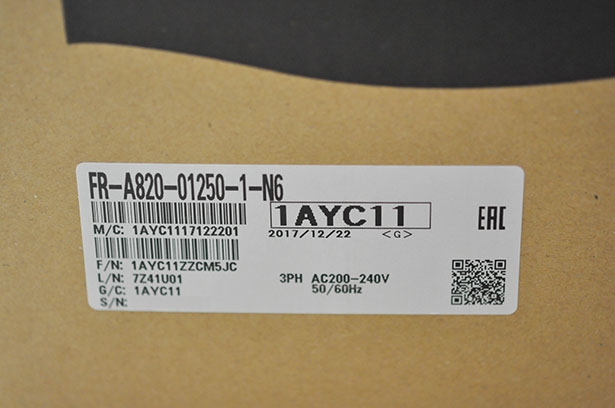 FR-A820-01250-1-N6
1AYC11
EAC
M/C: 1AYC1117122201
2017/12/22 <G>
F/N: 1AYC11ZZCM5JC
L/N: 7Z41U01
3PH AC200-240V
G/C: 1AYC11
50/60Hz
S/N: